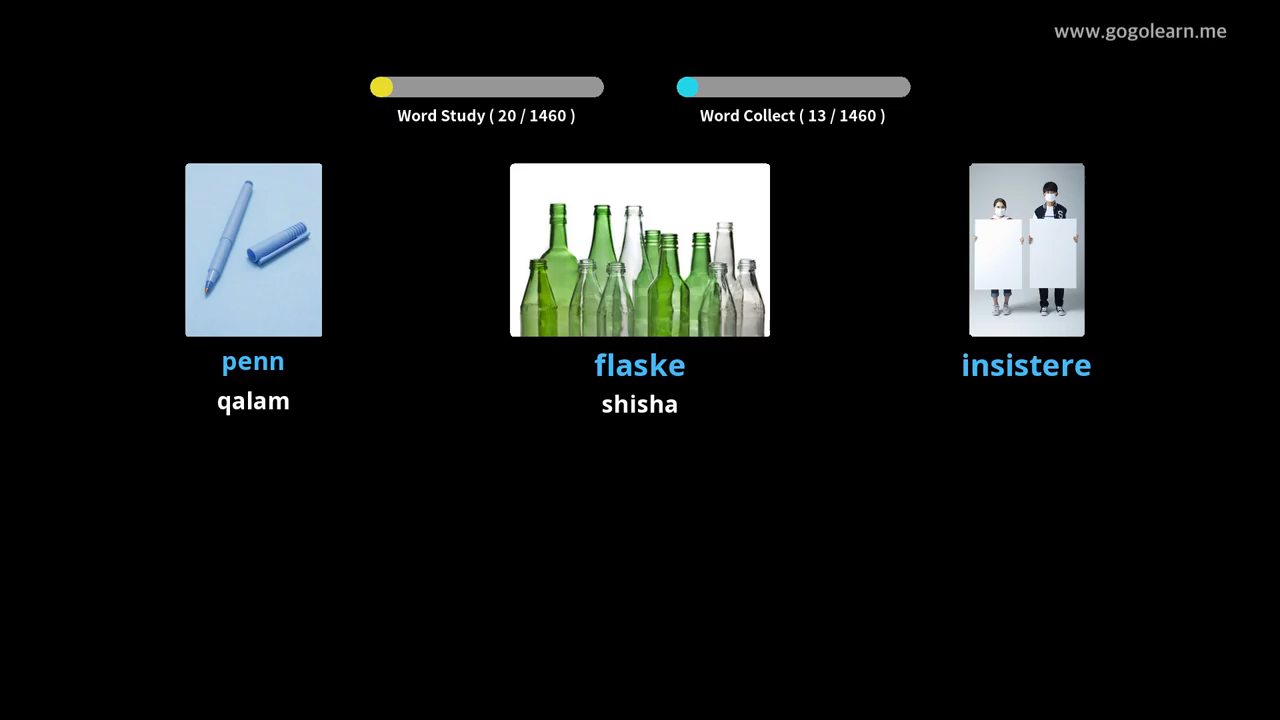 www.gogolearn.me
Word Study ( 20 / 1460 )
Word Collect ( 13 / 1460 )
penn
qalam
flaske
shisha
insistere